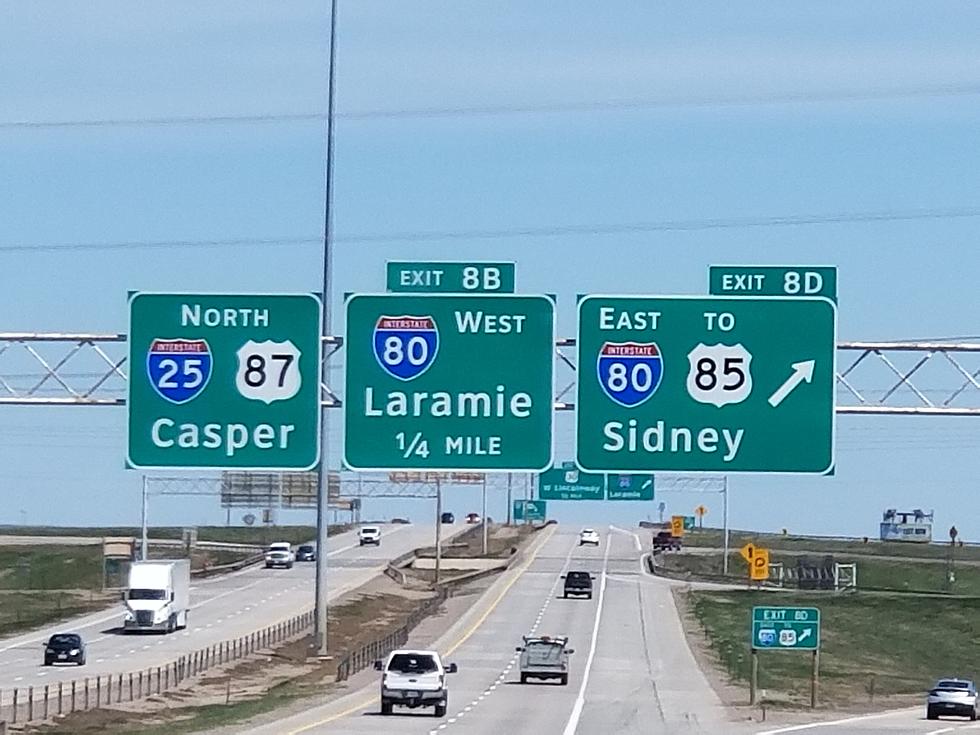 NORTH
INTERSTATE
25 87
Casper
EXIT 8B
INTERSTATE
80 WEST
Laramie
1/4 MILE
EXIT 8D
EAST TO
INTERSTATE
80 85
Sidney
W Lincolnway
Laramie
EXIT 8D
80 85